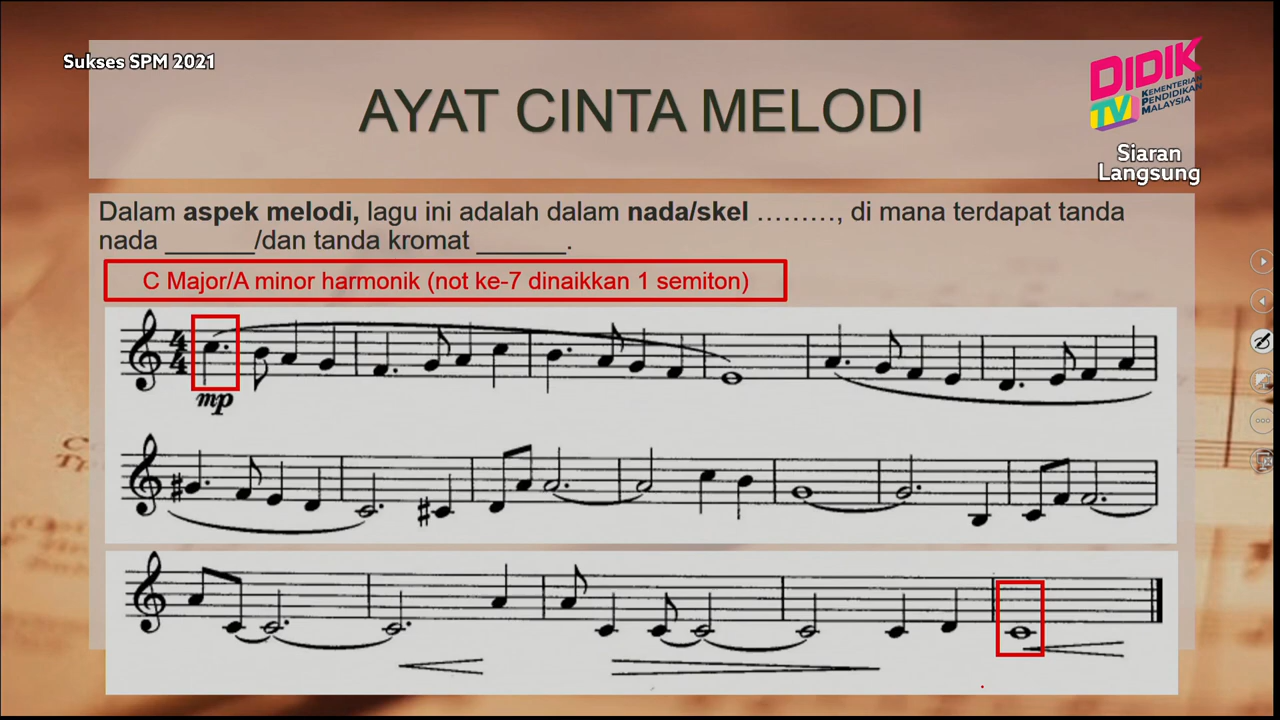 Sukses SPM 2021
AYAT CINTA MELODI
DIDIK
TV
KEMENTERIAN
PENDIDIKAN
MALAYSIA
Siaran
Langsung
Dalam aspek melodi, lagu ini adalah dalam nada/skel ………, di mana terdapat tanda
nada ______/dan tanda kromat ______.
C Major/A minor harmonik (not ke-7 dinaikkan 1 semiton)
4
4
mp